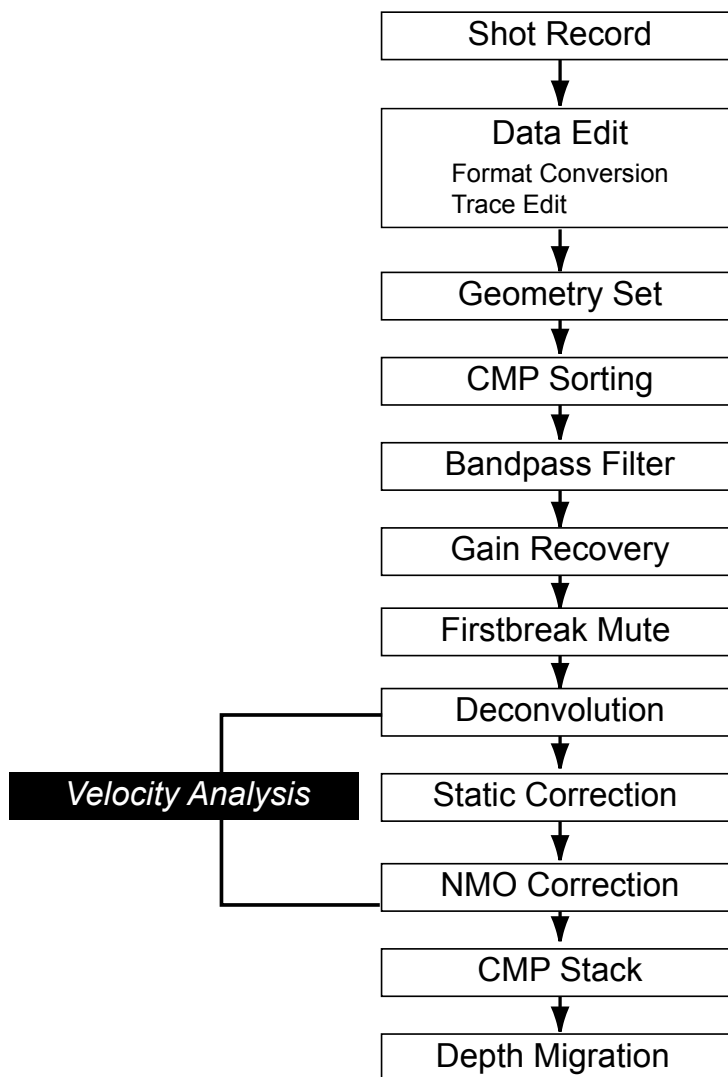 Shot Record
Data Edit
Format Conversion
Trace Edit
Geometry Set
CMP Sorting
Bandpass Filter
Gain Recovery
Firstbreak Mute
Deconvolution
Velocity Analysis
Static Correction
NMO Correction
CMP Stack
Depth Migration